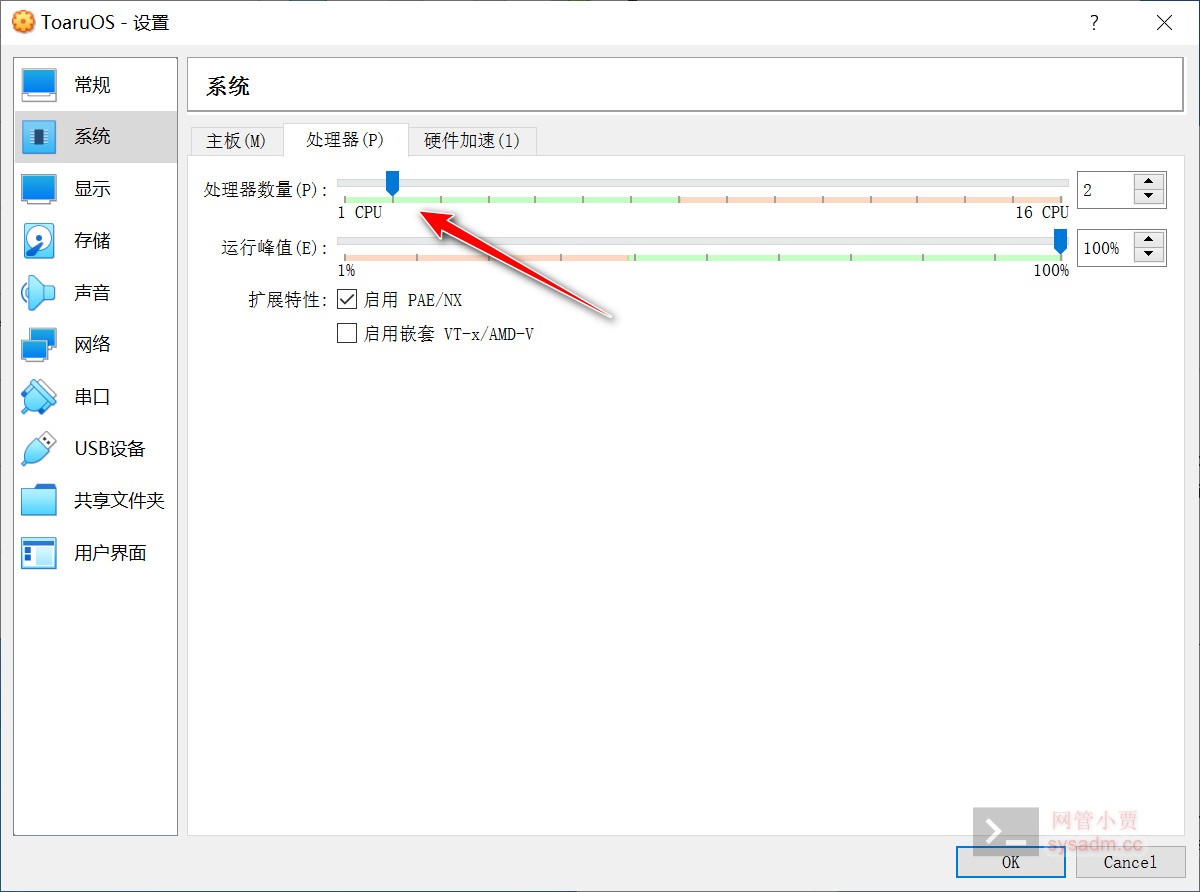 ToaruOS - 设置
?
常规
系统
显示
存储
声音
网络
串口
USB设备
共享文件夹
用户界面
系统
主板(M) 处理器(P) 硬件加速(l)
处理器数量(P): 2
1 CPU 16 CPU
运行峰值(E): 100%
1% 100%
扩展特性: 启用 PAE/NX
启用嵌套 VT-x/AMD-V
网管小贾
sysadm.cc
OK Cancel